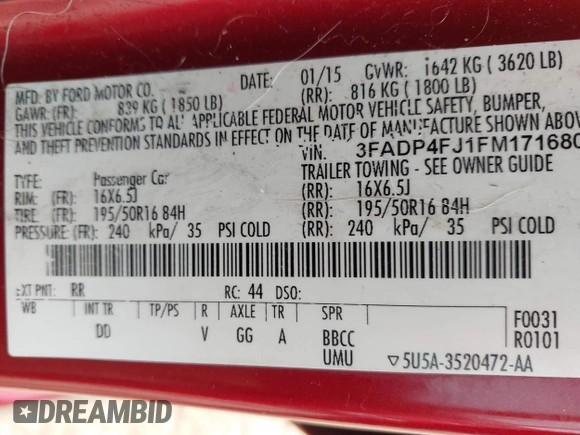 MFD. BY FORD MOTOR CO.
DATE: 01/15 GVWR: 1642 KG ( 3620 LB)
GAWR: (FR): 839 KG ( 1850 LB) (RR): 816 KG ( 1800 LB)
THIS VEHICLE CONFORMS TO ALL APPLICABLE FEDERAL MOTOR VEHICLE SAFETY, BUMPER,
AND THEFT PREVENTION STANDARDS IN EFFECT ON THE DATE OF MANUFACTURE SHOWN ABOVE
VIN: 3FADP4FJ1FM171680
TRAILER TOWING - SEE OWNER GUIDE
TYPE: Passenger Car
RIM: (FR): 16X6.5J (RR): 16X6.5J
TIRE: (FR): 195/50R16 84H (RR): 195/50R16 84H
PRESSURE (FR): 240 kPa/ 35 PSI COLD (RR): 240 kPa/ 35 PSI COLD
EXT PNT: RR RC: 44 DSO:
WB INT TR TP/PS R AXLE TR SPR
DD V GG A BBCC
UMU
F0031
R0101
▽5U5A-3520472-AA
DREAMBID